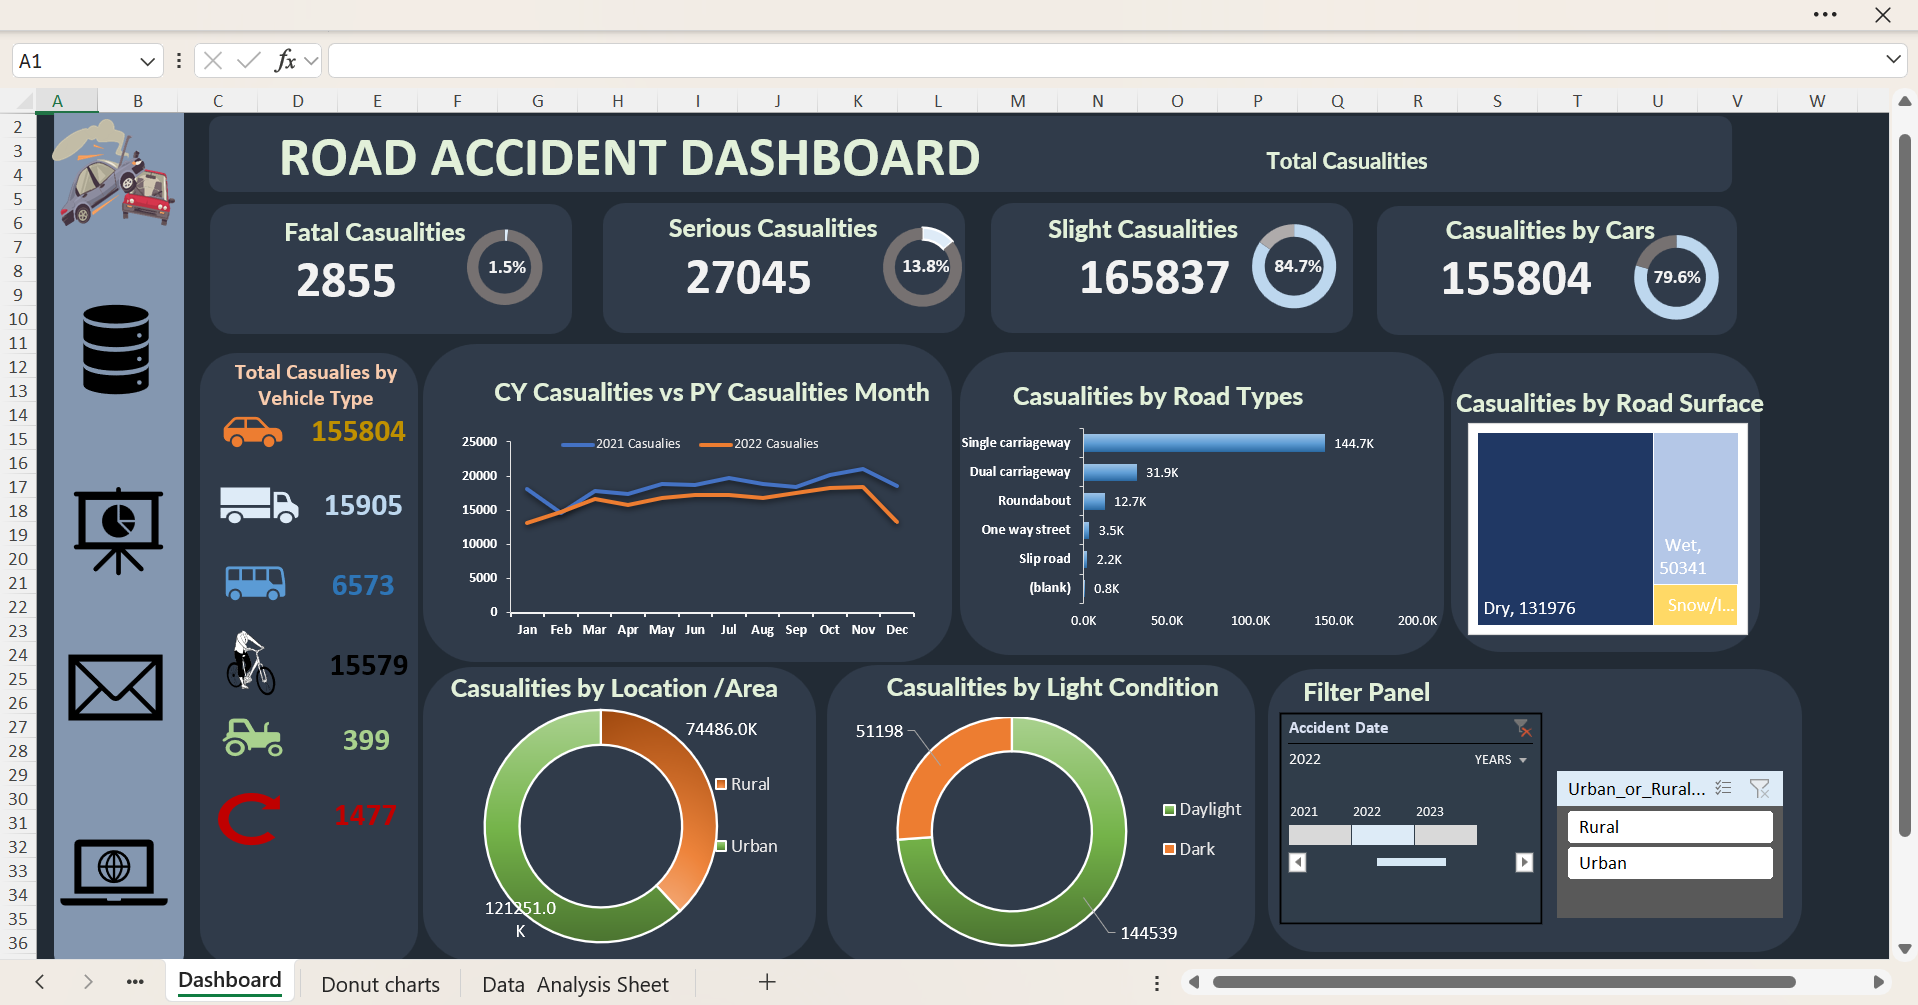 A1
fx
A B C D E F G H I J K L M N O P Q R S T U V W
2
3
4
5
6
7
8
9
10
11
12
13
14
15
16
17
18
19
20
21
22
23
24
25
26
27
28
29
30
31
32
33
34
35
36
ROAD ACCIDENT DASHBOARD
Total Casualities
Fatal Casualities
2855
1.5%
Serious Casualities
27045
13.8%
Slight Casualities
165837
84.7%
Casualities by Cars
155804
79.6%
Total Casualies by
Vehicle Type
155804
15905
6573
15579
399
1477
CY Casualities vs PY Casualities Month
2021 Casualies
2022 Casualies
25000
20000
15000
10000
5000
0
Jan Feb Mar Apr May Jun Jul Aug Sep Oct Nov Dec
Casualities by Road Types
Single carriageway 144.7K
Dual carriageway 31.9K
Roundabout 12.7K
One way street 3.5K
Slip road 2.2K
(blank) 0.8K
0.0K 50.0K 100.0K 150.0K 200.0K
Casualities by Road Surface
Wet,
50341
Dry, 131976
Snow/I...
Casualities by Location /Area
74486.0K
Rural
Urban
121251.0
K
Casualities by Light Condition
51198
Daylight
Dark
144539
Filter Panel
Accident Date
2022
YEARS
2021 2022 2023
Urban_or_Rural...
Rural
Urban
Dashboard
Donut charts
Data  Analysis Sheet